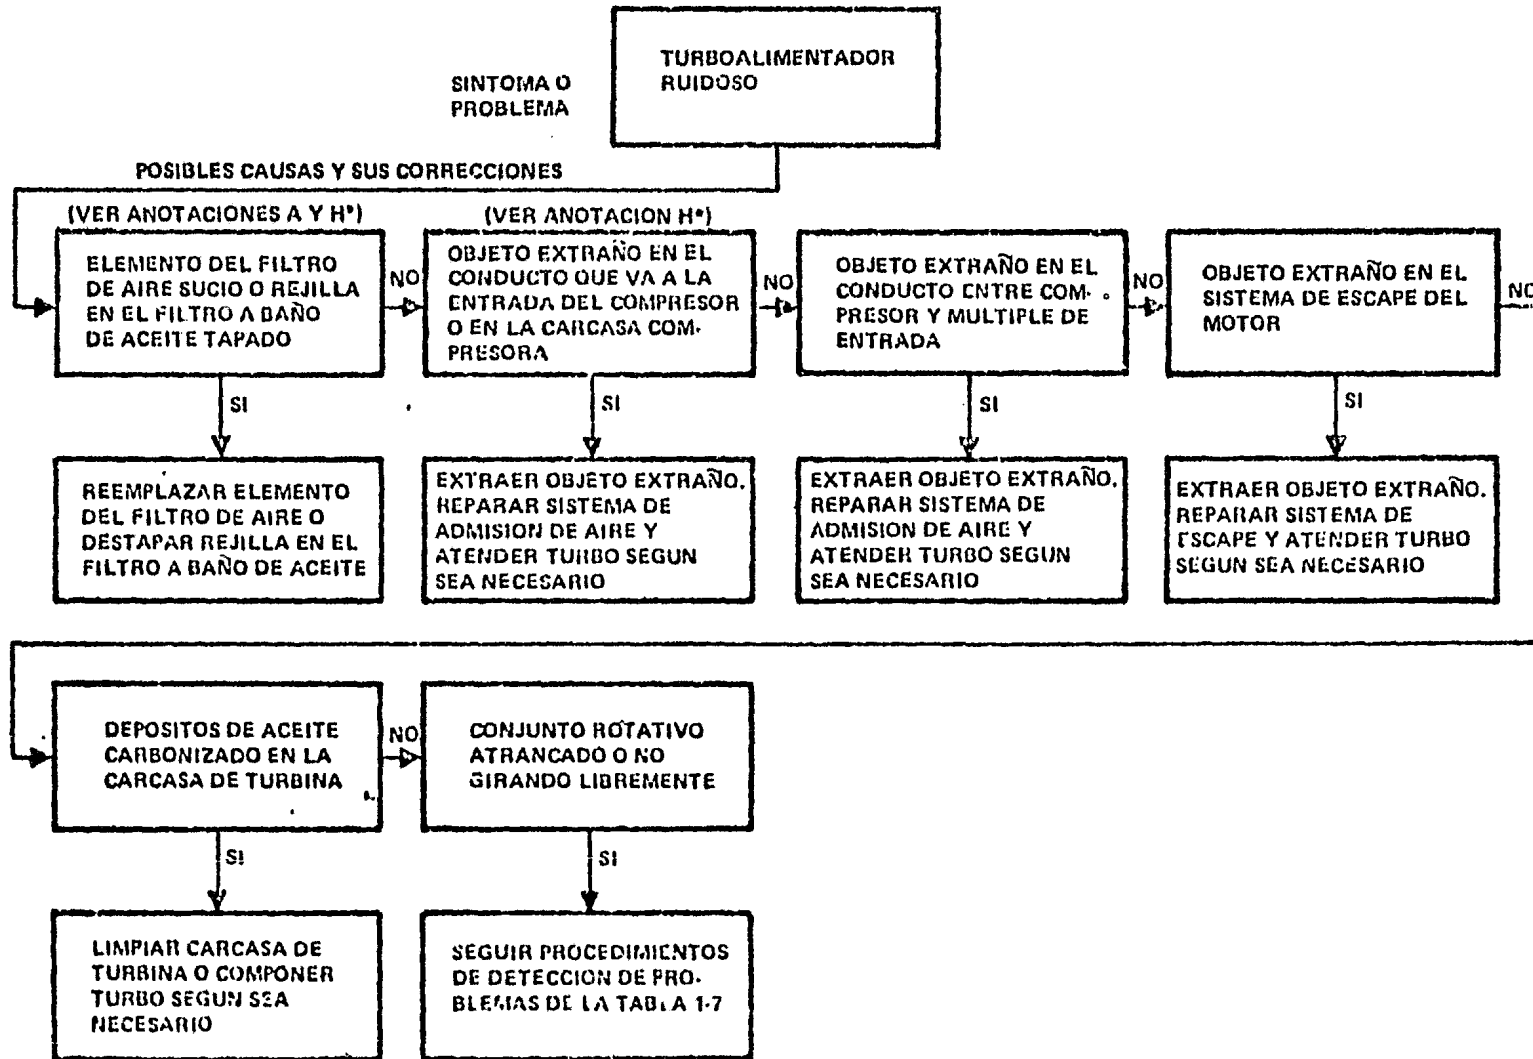 SINTOMA O
PROBLEMA
TURBOALIMENTADOR
RUIDOSO
POSIBLES CAUSAS Y SUS CORRECCIONES
(VER ANOTACIONES A Y H*)
ELEMENTO DEL FILTRO
DE AIRE SUCIO O REJILLA
EN EL FILTRO A BAÑO
DE ACEITE TAPADO
NO
(VER ANOTACION H*)
OBJETO EXTRAÑO EN EL
CONDUCTO QUE VA A LA
ENTRADA DEL COMPRESOR
O EN LA CARCASA COM-
PRESORA
NO
OBJETO EXTRAÑO EN EL
CONDUCTO ENTRE COM-
PRESOR Y MULTIPLE DE
ENTRADA
NO
OBJETO EXTRAÑO EN EL
SISTEMA DE ESCAPE DEL
MOTOR
NO
SI
SI
SI
SI
REEMPLAZAR ELEMENTO
DEL FILTRO DE AIRE O
DESTAPAR REJILLA EN EL
FILTRO A BAÑO DE ACEITE
EXTRAER OBJETO EXTRAÑO.
REPARAR SISTEMA DE
ADMISION DE AIRE Y
ATENDER TURBO SEGUN
SEA NECESARIO
EXTRAER OBJETO EXTRAÑO.
REPARAR SISTEMA DE
ADMISION DE AIRE Y
ATENDER TURBO SEGUN
SEA NECESARIO
EXTRAER OBJETO EXTRAÑO.
REPARAR SISTEMA DE
ESCAPE Y ATENDER TURBO
SEGUN SEA NECESARIO
DEPOSITOS DE ACEITE
CARBONIZADO EN LA
CARCASA DE TURBINA
NO
CONJUNTO ROTATIVO
ATRANCADO O NO
GIRANDO LIBREMENTE
SI
SI
LIMPIAR CARCASA DE
TURBINA O COMPONER
TURBO SEGUN SEA
NECESARIO
SEGUIR PROCEDIMIENTOS
DE DETECCION DE PRO-
BLEMAS DE LA TABLA 1-7